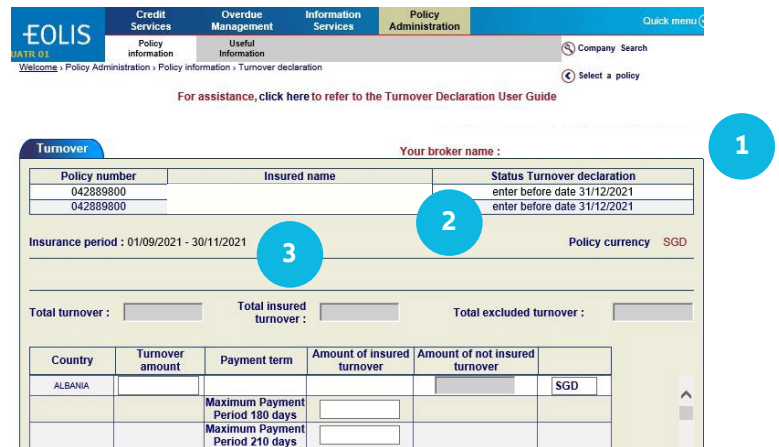 Credit Services Overdue Management Information Services Policy Administration Quick menu
EOLIS
UATR 01
Policy information Useful Information
Company Search
Welcome › Policy Administration › Policy information › Turnover declaration
Select a policy
For assistance, click here to refer to the Turnover Declaration User Guide
1
Turnover
Your broker name :
Policy number Insured name Status Turnover declaration
042889800 enter before date 31/12/2021
042889800 enter before date 31/12/2021
2
Insurance period : 01/09/2021 - 30/11/2021 Policy currency SGD
3
Total turnover : Total insured turnover : Total excluded turnover :
Country Turnover amount Payment term Amount of insured turnover Amount of not insured turnover
ALBANIA SGD
Maximum Payment Period 180 days
Maximum Payment Period 210 days